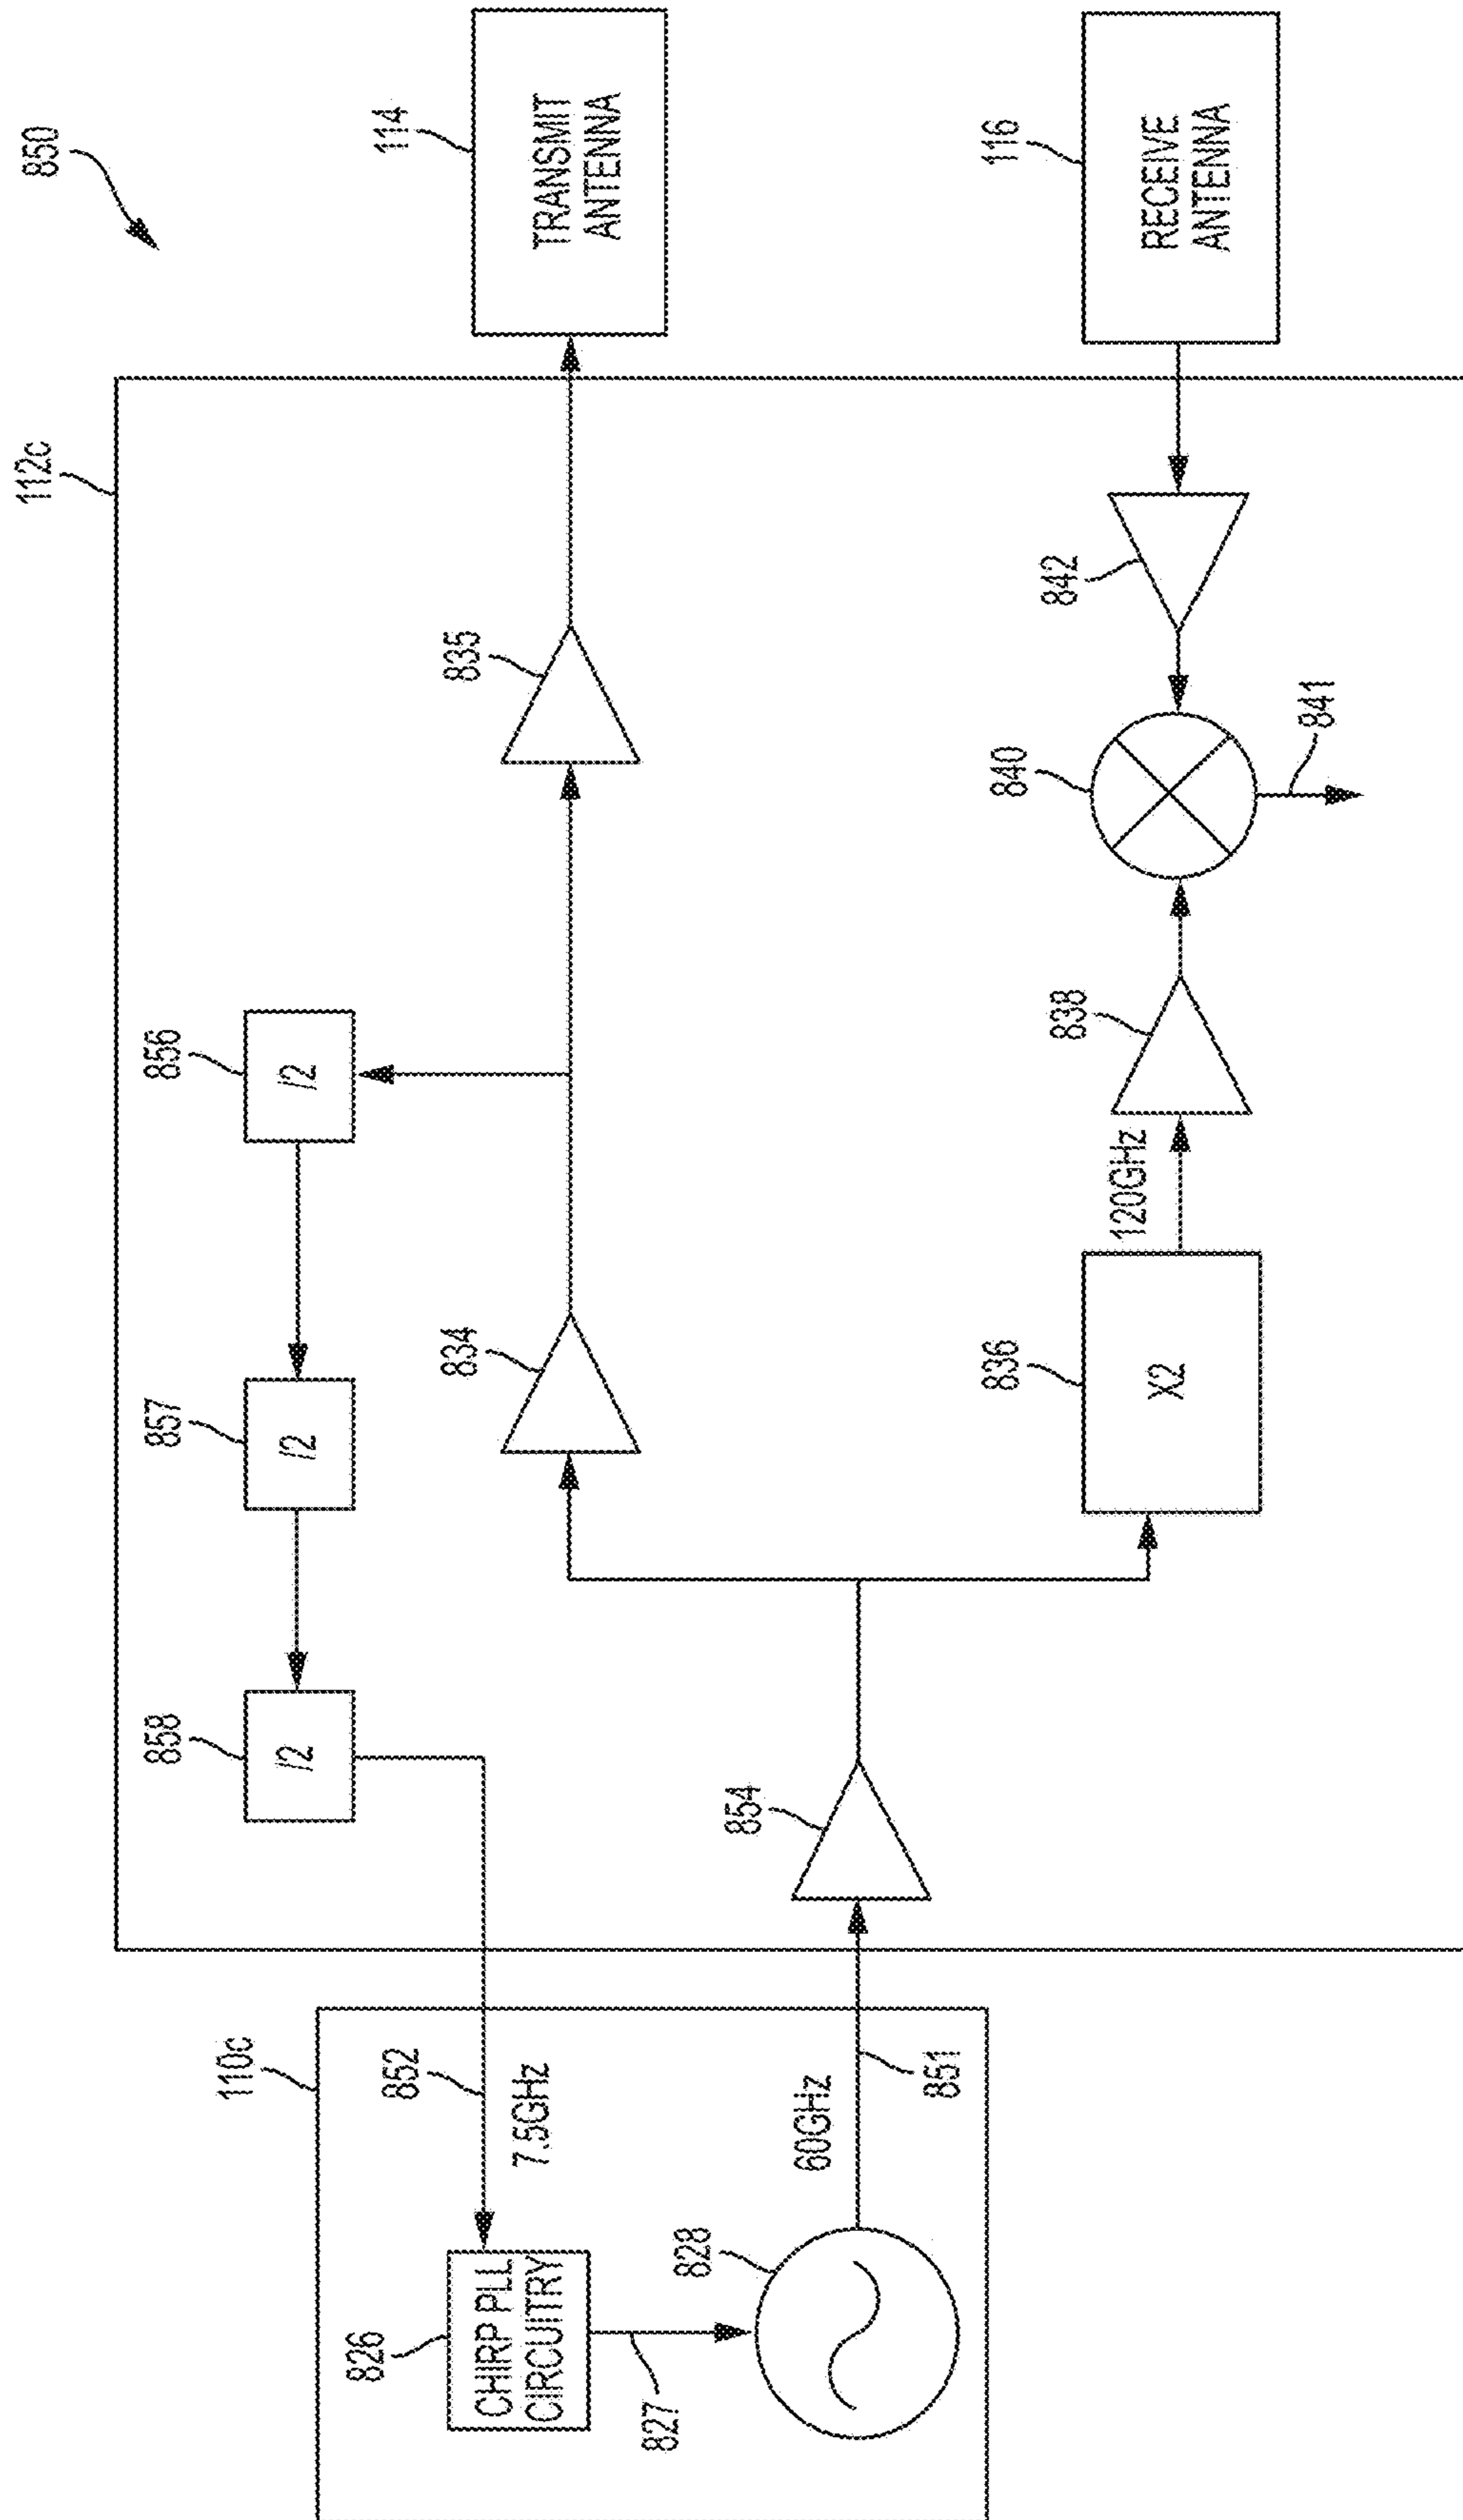 850
112c
114
TRANSMIT
ANTENNA
116
RECEIVE
ANTENNA
858
/2
857
/2
856
/2
834
835
842
840
841
838
120GHz
836
X2
854
110c
852
7.5GHz
826
CHIRP PLL
CIRCUITRY
827
828
60GHz
851